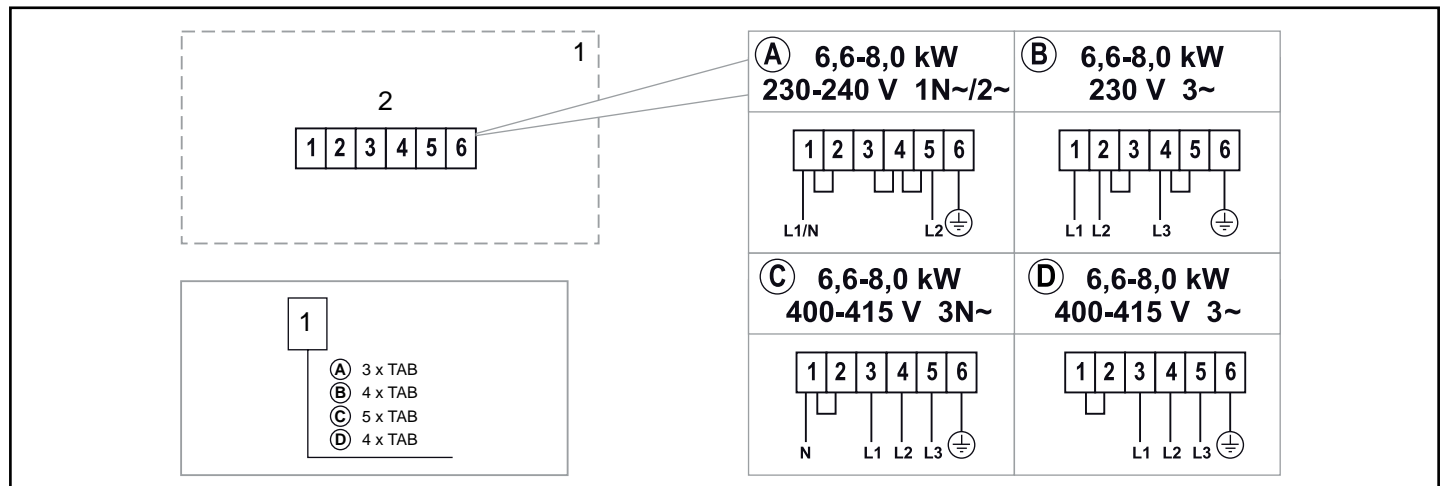 1
2
1 2 3 4 5 6
1
A 3 x TAB
B 4 x TAB
C 5 x TAB
D 4 x TAB
A 6,6-8,0 kW
230-240 V 1N~/2~
1 2 3 4 5 6
L1/N L2
B 6,6-8,0 kW
230 V 3~
1 2 3 4 5 6
L1 L2 L3
C 6,6-8,0 kW
400-415 V 3N~
1 2 3 4 5 6
N L1 L2 L3
D 6,6-8,0 kW
400-415 V 3~
1 2 3 4 5 6
L1 L2 L3